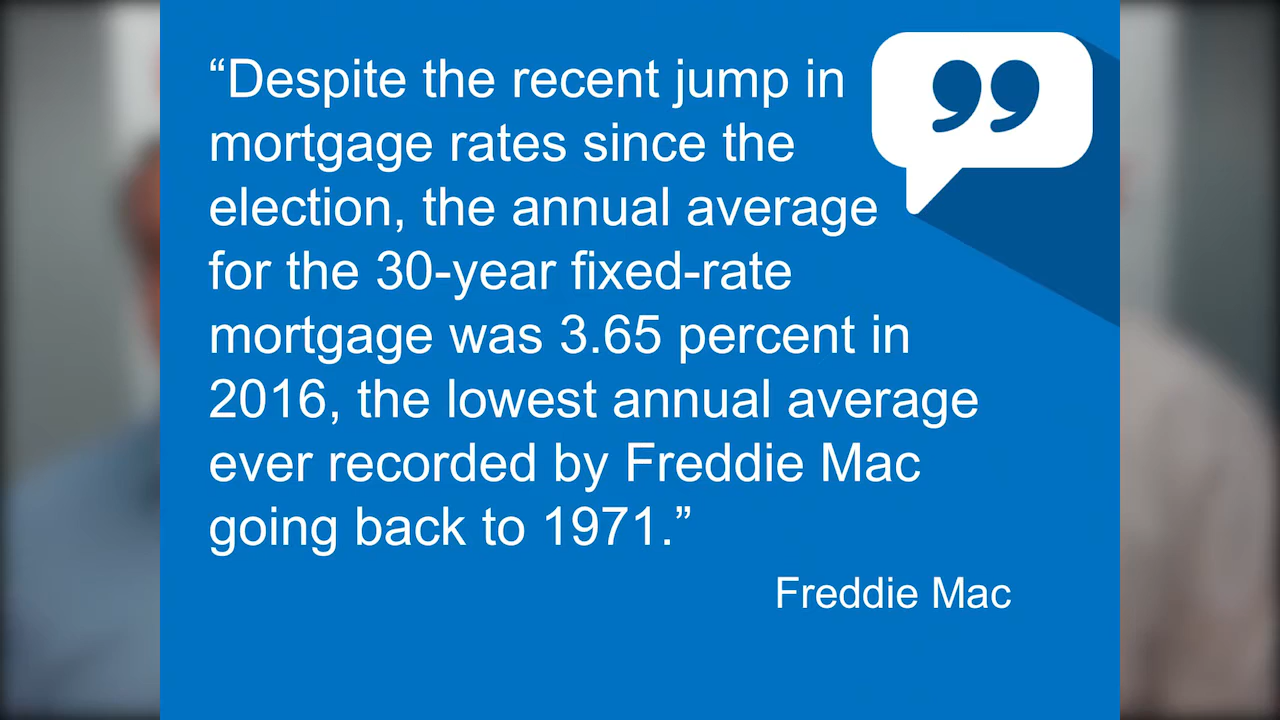 “Despite the recent jump in
mortgage rates since the
election, the annual average
for the 30-year fixed-rate
mortgage was 3.65 percent in
2016, the lowest annual average
ever recorded by Freddie Mac
going back to 1971.”
Freddie Mac